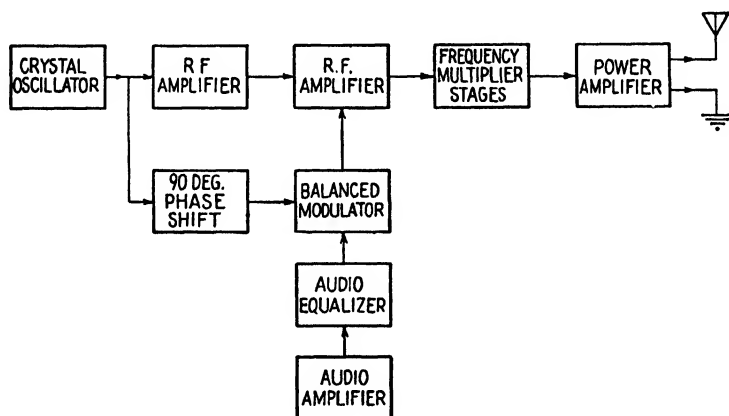 CRYSTAL
OSCILLATOR
R F
AMPLIFIER
R.F.
AMPLIFIER
FREQUENCY
MULTIPLIER
STAGES
POWER
AMPLIFIER
90 DEG.
PHASE
SHIFT
BALANCED
MODULATOR
AUDIO
EQUALIZER
AUDIO
AMPLIFIER